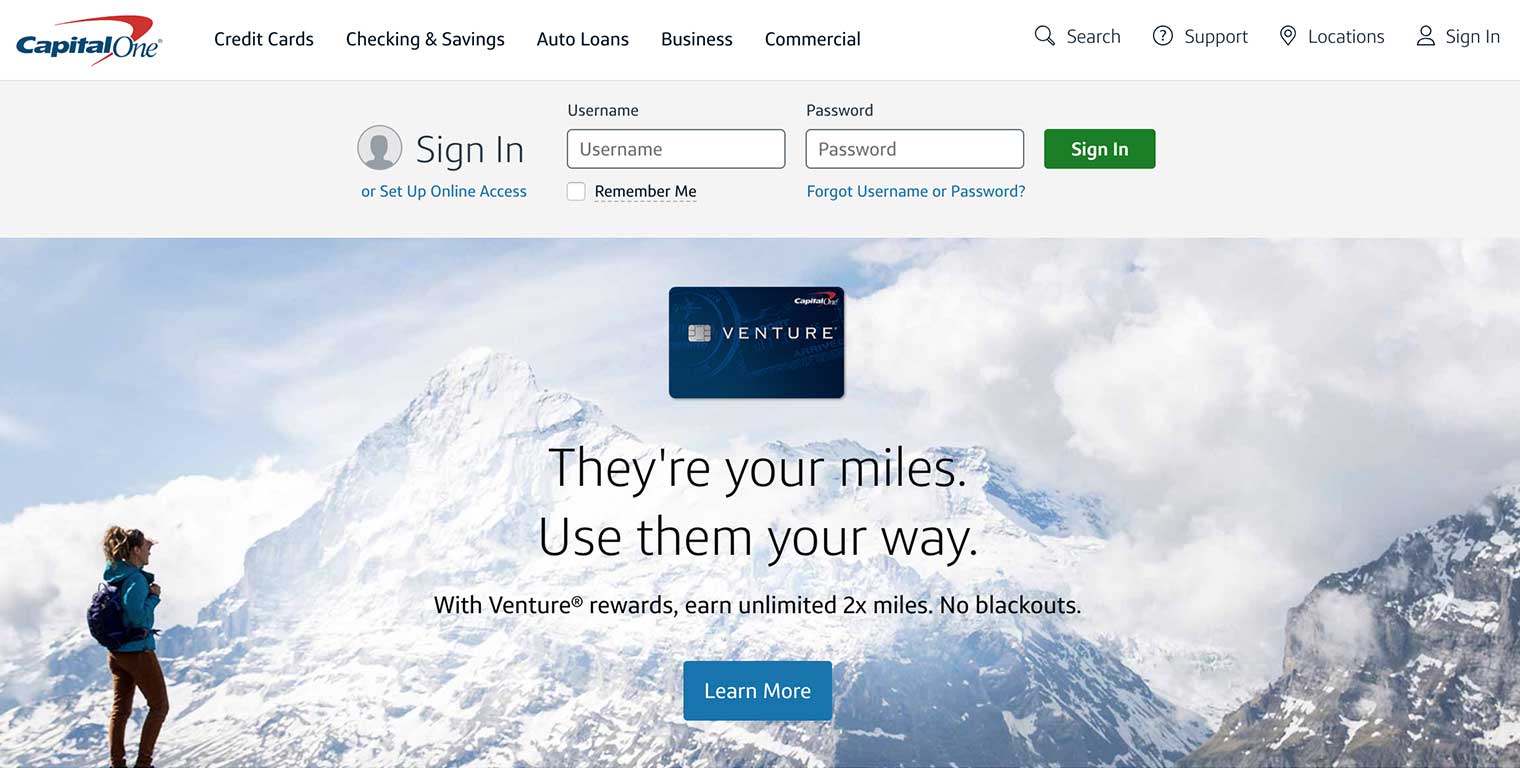 CapitalOne
Credit Cards
Checking & Savings
Auto Loans
Business
Commercial
Search
Support
Locations
Sign In
Sign In
or Set Up Online Access
Username
Username
Remember Me
Password
Password
Forgot Username or Password?
Sign In
CapitalOne
VENTURE
ARRIVED
They're your miles.
Use them your way.
With Venture® rewards, earn unlimited 2x miles. No blackouts.
Learn More